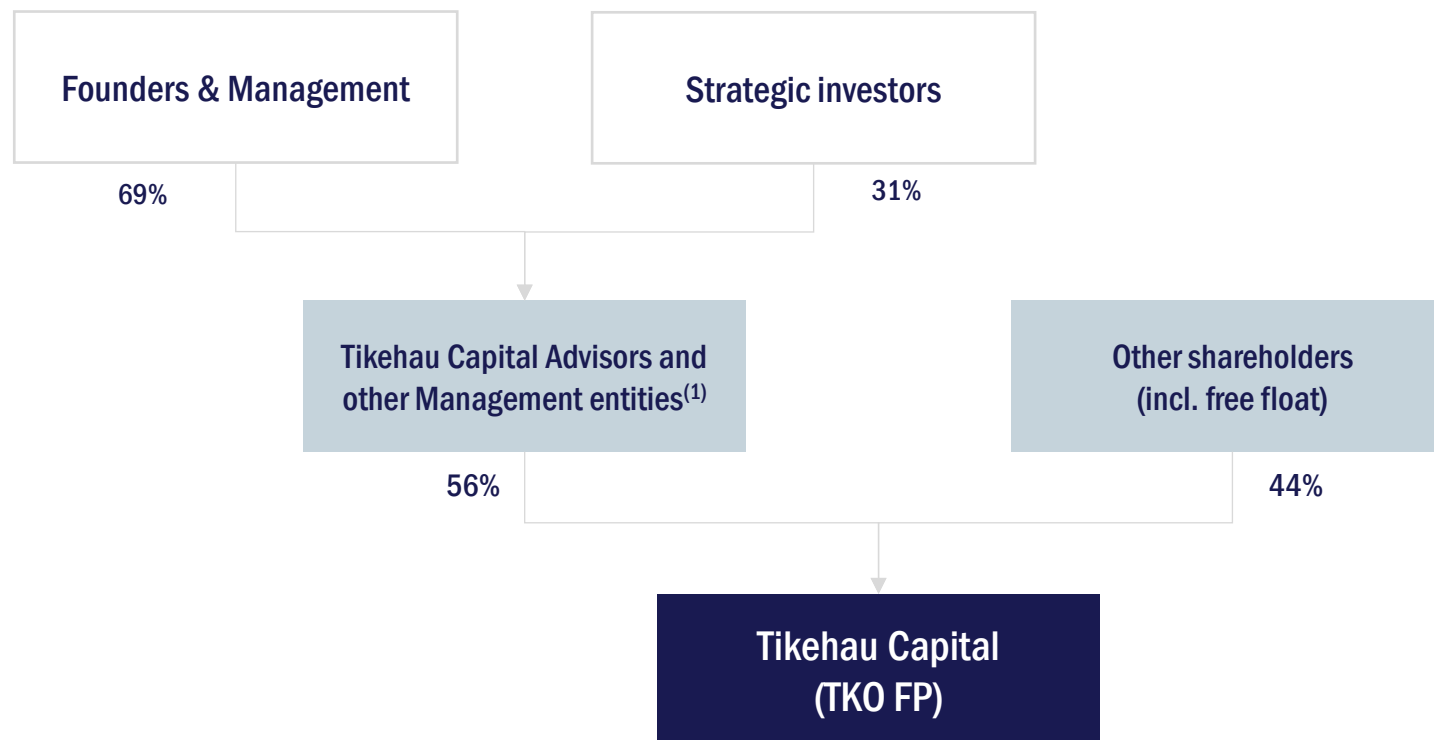 Founders & Management
Strategic investors
69%
31%
Tikehau Capital Advisors and
other Management entities(1)
Other shareholders
(incl. free float)
56%
44%
Tikehau Capital
(TKO FP)